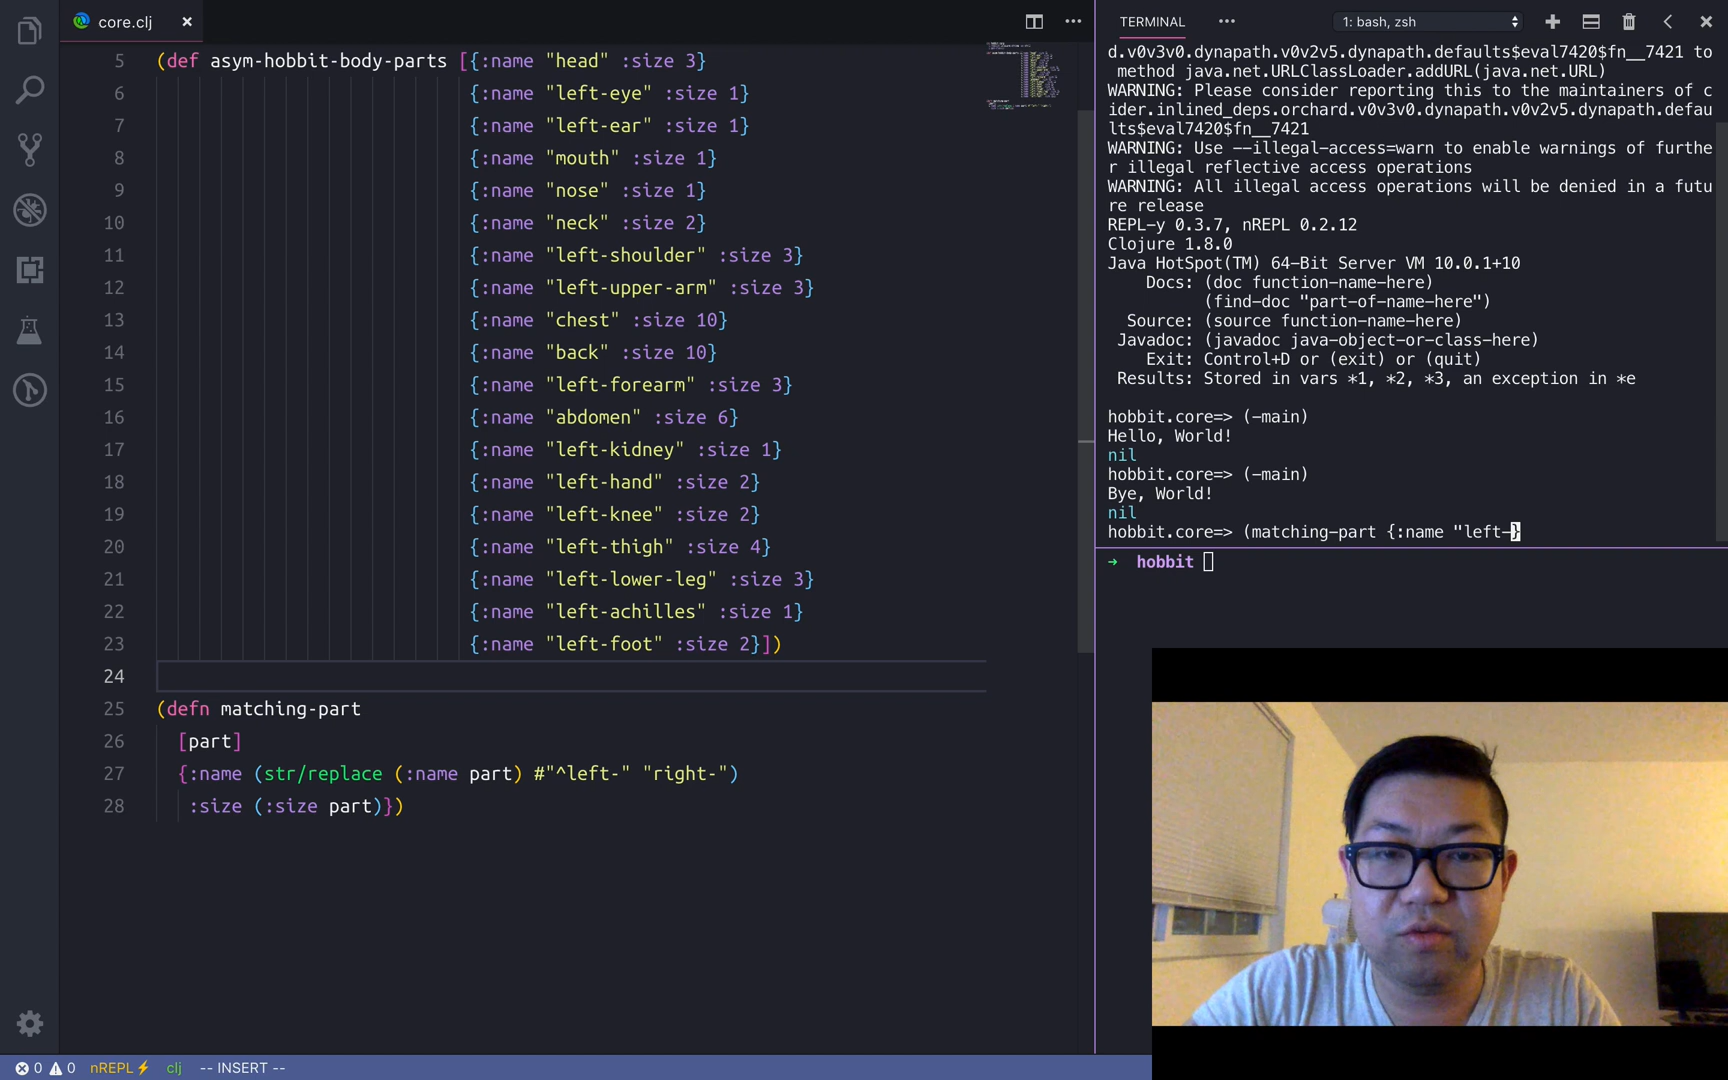 core.clj
5 (def asym-hobbit-body-parts [{:name "head" :size 3}
6 {:name "left-eye" :size 1}
7 {:name "left-ear" :size 1}
8 {:name "mouth" :size 1}
9 {:name "nose" :size 1}
10 {:name "neck" :size 2}
11 {:name "left-shoulder" :size 3}
12 {:name "left-upper-arm" :size 3}
13 {:name "chest" :size 10}
14 {:name "back" :size 10}
15 {:name "left-forearm" :size 3}
16 {:name "abdomen" :size 6}
17 {:name "left-kidney" :size 1}
18 {:name "left-hand" :size 2}
19 {:name "left-knee" :size 2}
20 {:name "left-thigh" :size 4}
21 {:name "left-lower-leg" :size 3}
22 {:name "left-achilles" :size 1}
23 {:name "left-foot" :size 2}])
24
25 (defn matching-part
26 [part]
27 {:name (str/replace (:name part) #"^left-" "right-")
28 :size (:size part)})
TERMINAL
1: bash, zsh
d.v0v3v0.dynapath.v0v2v5.dynapath.defaults$eval7420$fn__7421 to
method java.net.URLClassLoader.addURL(java.net.URL)
WARNING: Please consider reporting this to the maintainers of c
ider.inlined_deps.orchard.v0v3v0.dynapath.v0v2v5.dynapath.defau
lts$eval7420$fn__7421
WARNING: Use --illegal-access=warn to enable warnings of furthe
r illegal reflective access operations
WARNING: All illegal access operations will be denied in a futu
re release
REPL-y 0.3.7, nREPL 0.2.12
Clojure 1.8.0
Java HotSpot(TM) 64-Bit Server VM 10.0.1+10
Docs: (doc function-name-here)
(find-doc "part-of-name-here")
Source: (source function-name-here)
Javadoc: (javadoc java-object-or-class-here)
Exit: Control+D or (exit) or (quit)
Results: Stored in vars *1, *2, *3, an exception in *e
hobbit.core=> (-main)
Hello, World!
nil
hobbit.core=> (-main)
Bye, World!
nil
hobbit.core=> (matching-part {:name "left-}
→ hobbit
0 0 nREPL⚡ clj -- INSERT --